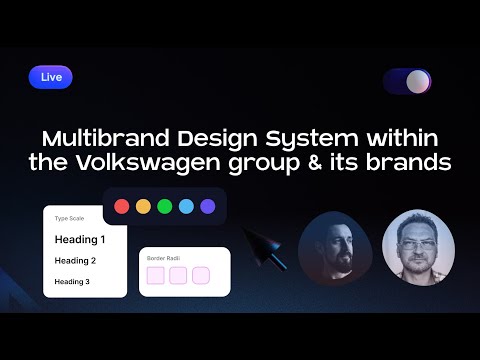 Live
Multibrand Design System within
the Volkswagen group & its brands
Type Scale
Heading 1
Heading 2
Heading 3
Border Radii